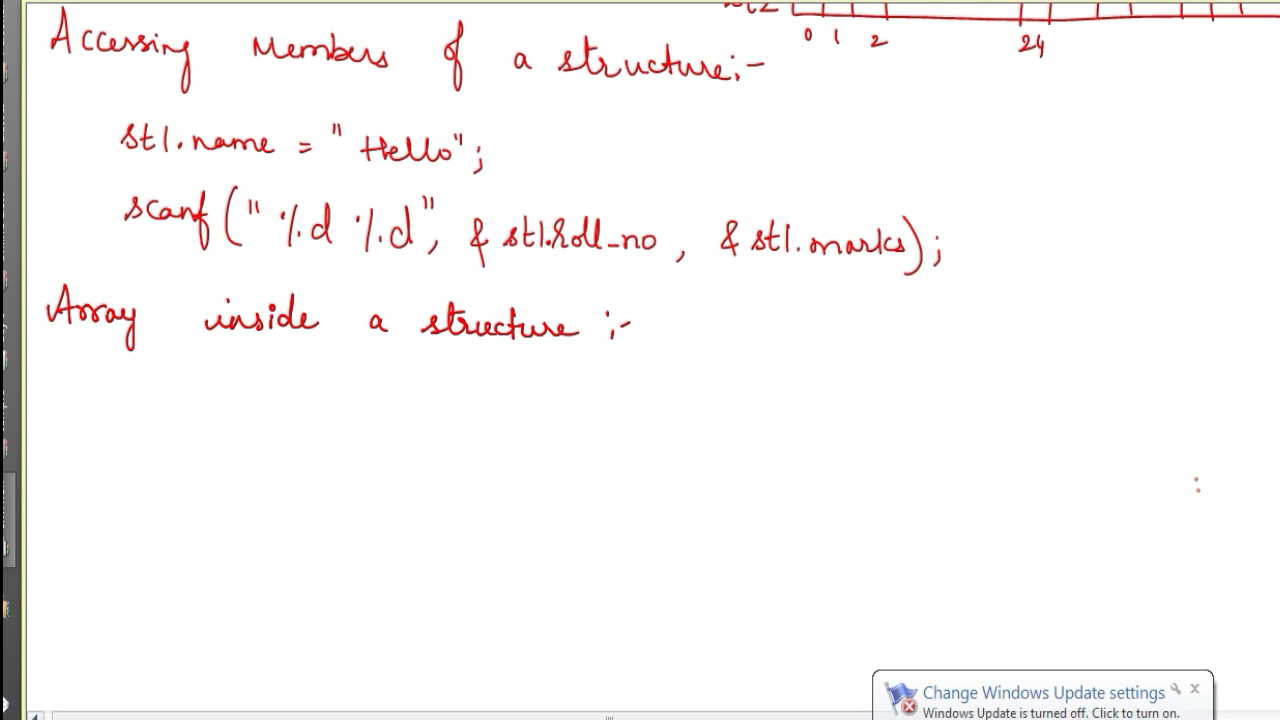 0 1 2 24
Accessing Members of a structure:-
st1.name = "Hello";
scanf("%d %d", & st1.roll_no, & st1.marks);
Array inside a structure :-
Change Windows Update settings
Windows Update is turned off. Click to turn on.